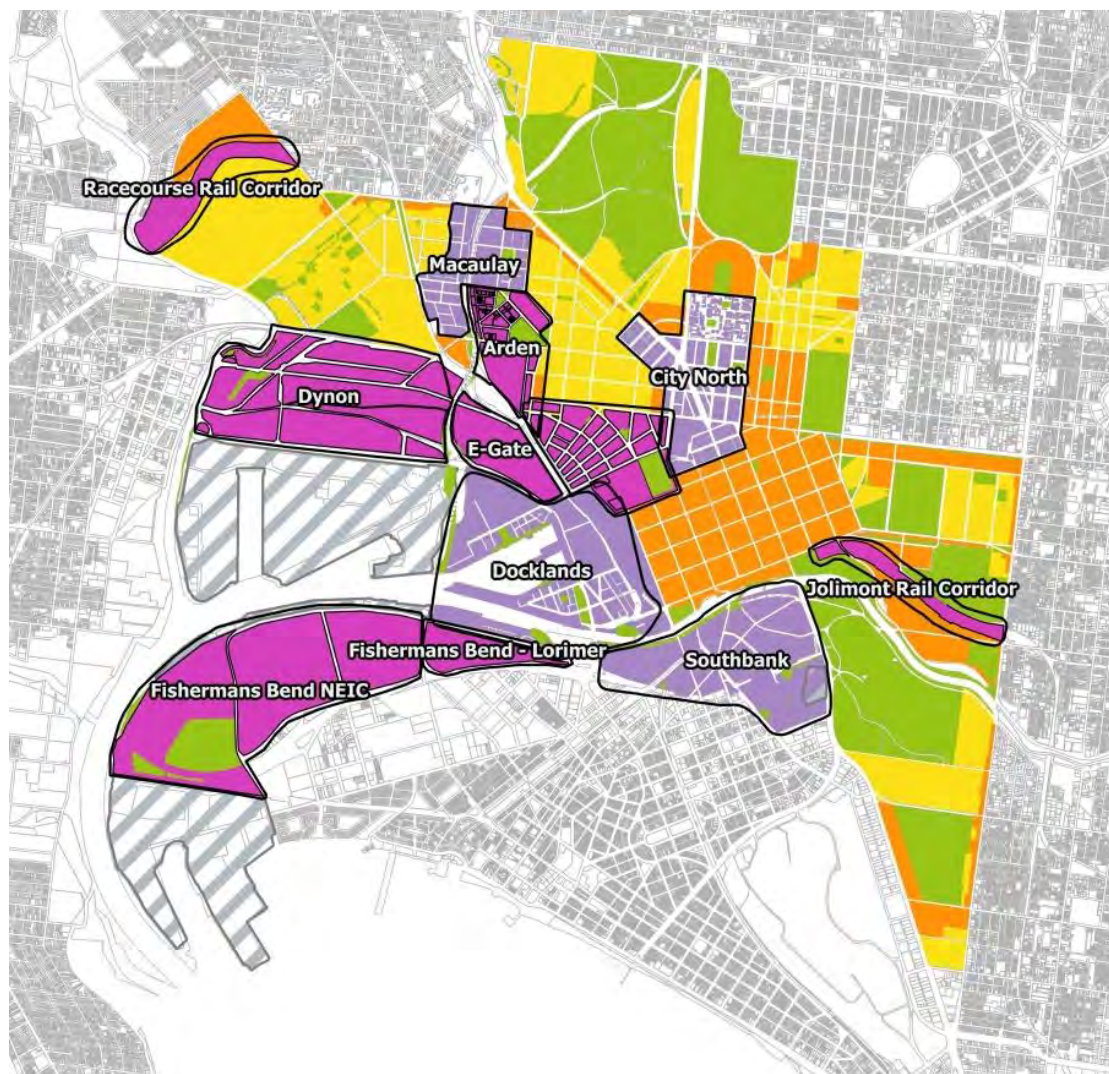 Racecourse Rail Corridor
Macaulay
Arden
City North
Dynon
E-Gate
Docklands
Jolimont Rail Corridor
Fishermans Bend - Lorimer
Southbank
Fishermans Bend NEIC